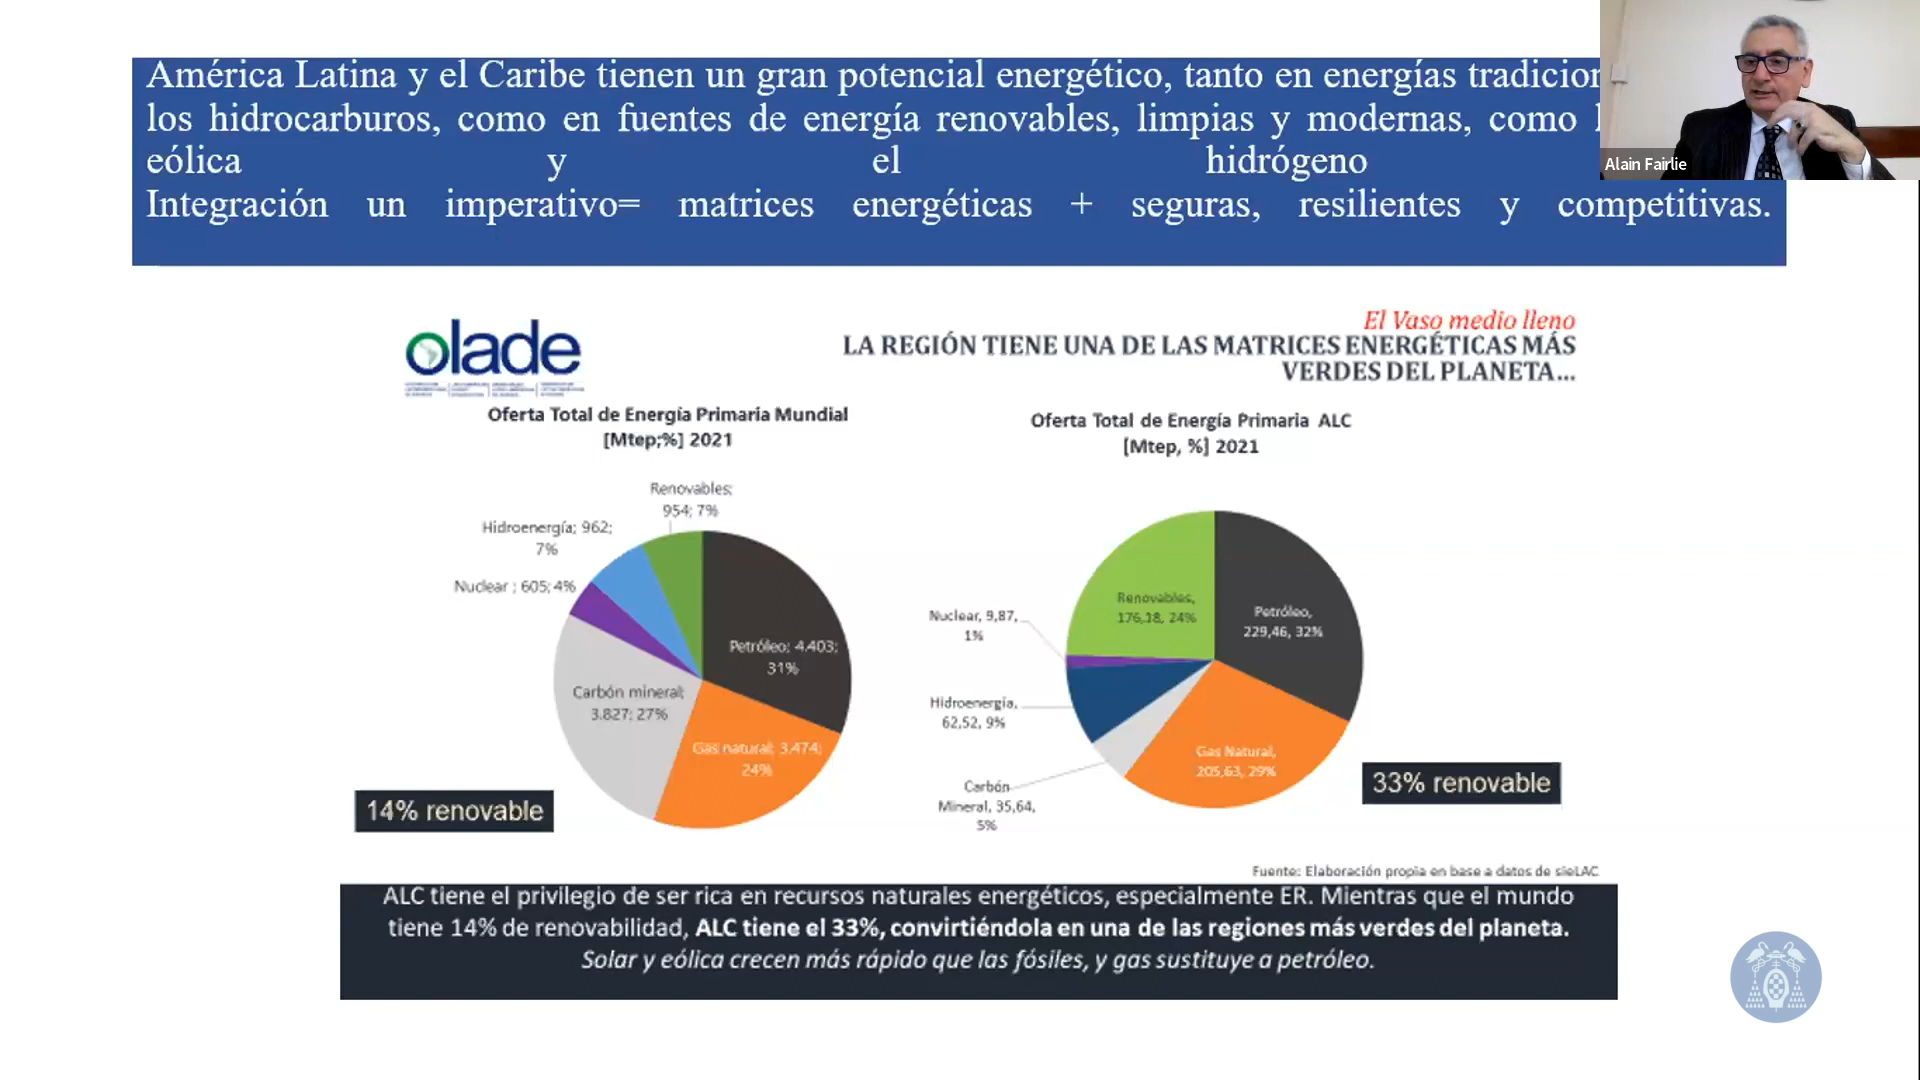 América Latina y el Caribe tienen un gran potencial energético, tanto en energías tradicion
los hidrocarburos, como en fuentes de energía renovables, limpias y modernas, como
eólica y el hidrógeno
Integración un imperativo= matrices energéticas + seguras, resilientes y competitivas.
Alain Fairlie
olade
El Vaso medio lleno
LA REGIÓN TIENE UNA DE LAS MATRICES ENERGÉTICAS MÁS
VERDES DEL PLANETA...
Oferta Total de Energía Primaria Mundial
[Mtep;%] 2021
Renovables;
954; 7%
Hidroenergía; 962;
7%
Nuclear ; 605; 4%
Petróleo; 4.403;
31%
Carbón mineral;
3.827; 27%
Gas natural; 3.474;
24%
14% renovable
Oferta Total de Energía Primaria ALC
[Mtep, %] 2021
Renovables,
176,18, 24%
Petróleo,
229,46, 32%
Nuclear, 9,87,
1%
Hidroenergía,
62,52, 9%
Gas Natural,
205,63, 29%
Carbón
Mineral, 35,64,
5%
33% renovable
Fuente: Elaboración propia en base a datos de sieLAC
ALC tiene el privilegio de ser rica en recursos naturales energéticos, especialmente ER. Mientras que el mundo
tiene 14% de renovabilidad, ALC tiene el 33%, convirtiéndola en una de las regiones más verdes del planeta.
Solar y eólica crecen más rápido que las fósiles, y gas sustituye a petróleo.